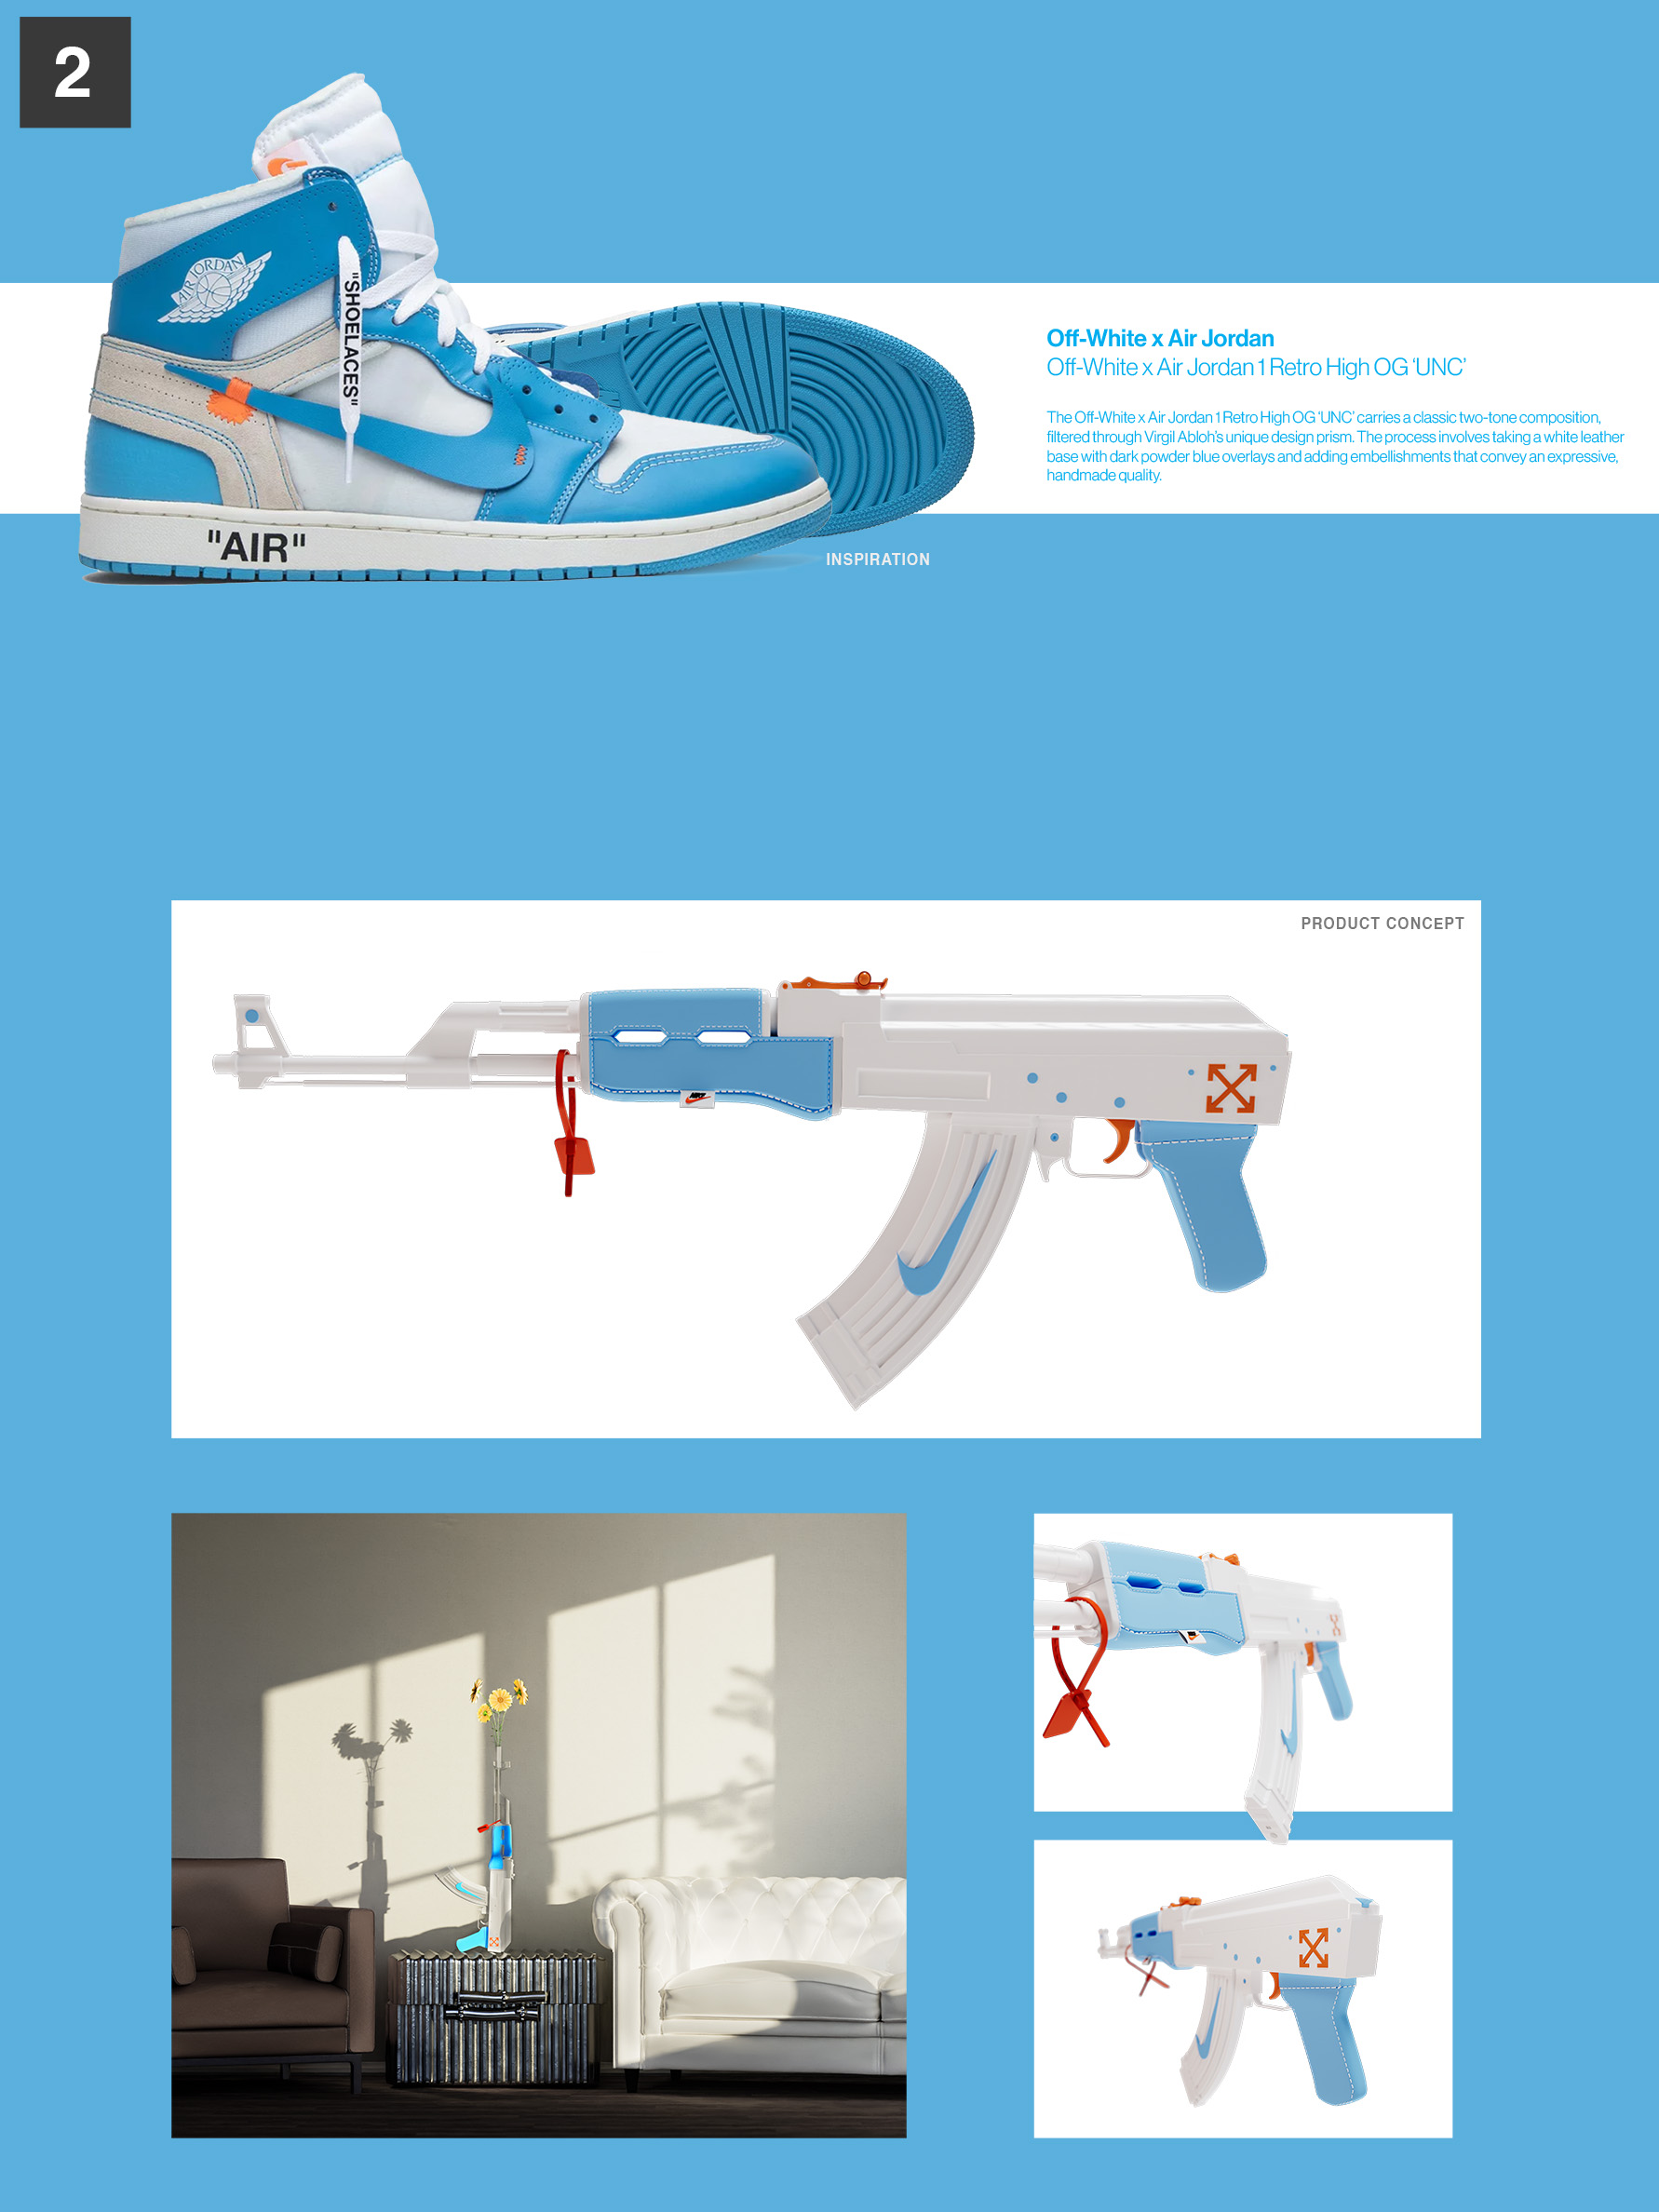 2
AIR JORDAN
"SHOELACES"
"AIR"
Off-White x Air Jordan
Off-White x Air Jordan 1 Retro High OG ‘UNC’
The Off-White x Air Jordan 1 Retro High OG ‘UNC’ carries a classic two-tone composition,
filtered through Virgil Abloh’s unique design prism. The process involves taking a white leather
base with dark powder blue overlays and adding embellishments that convey an expressive,
handmade quality.
INSPIRATION
PRODUCT CONCEPT